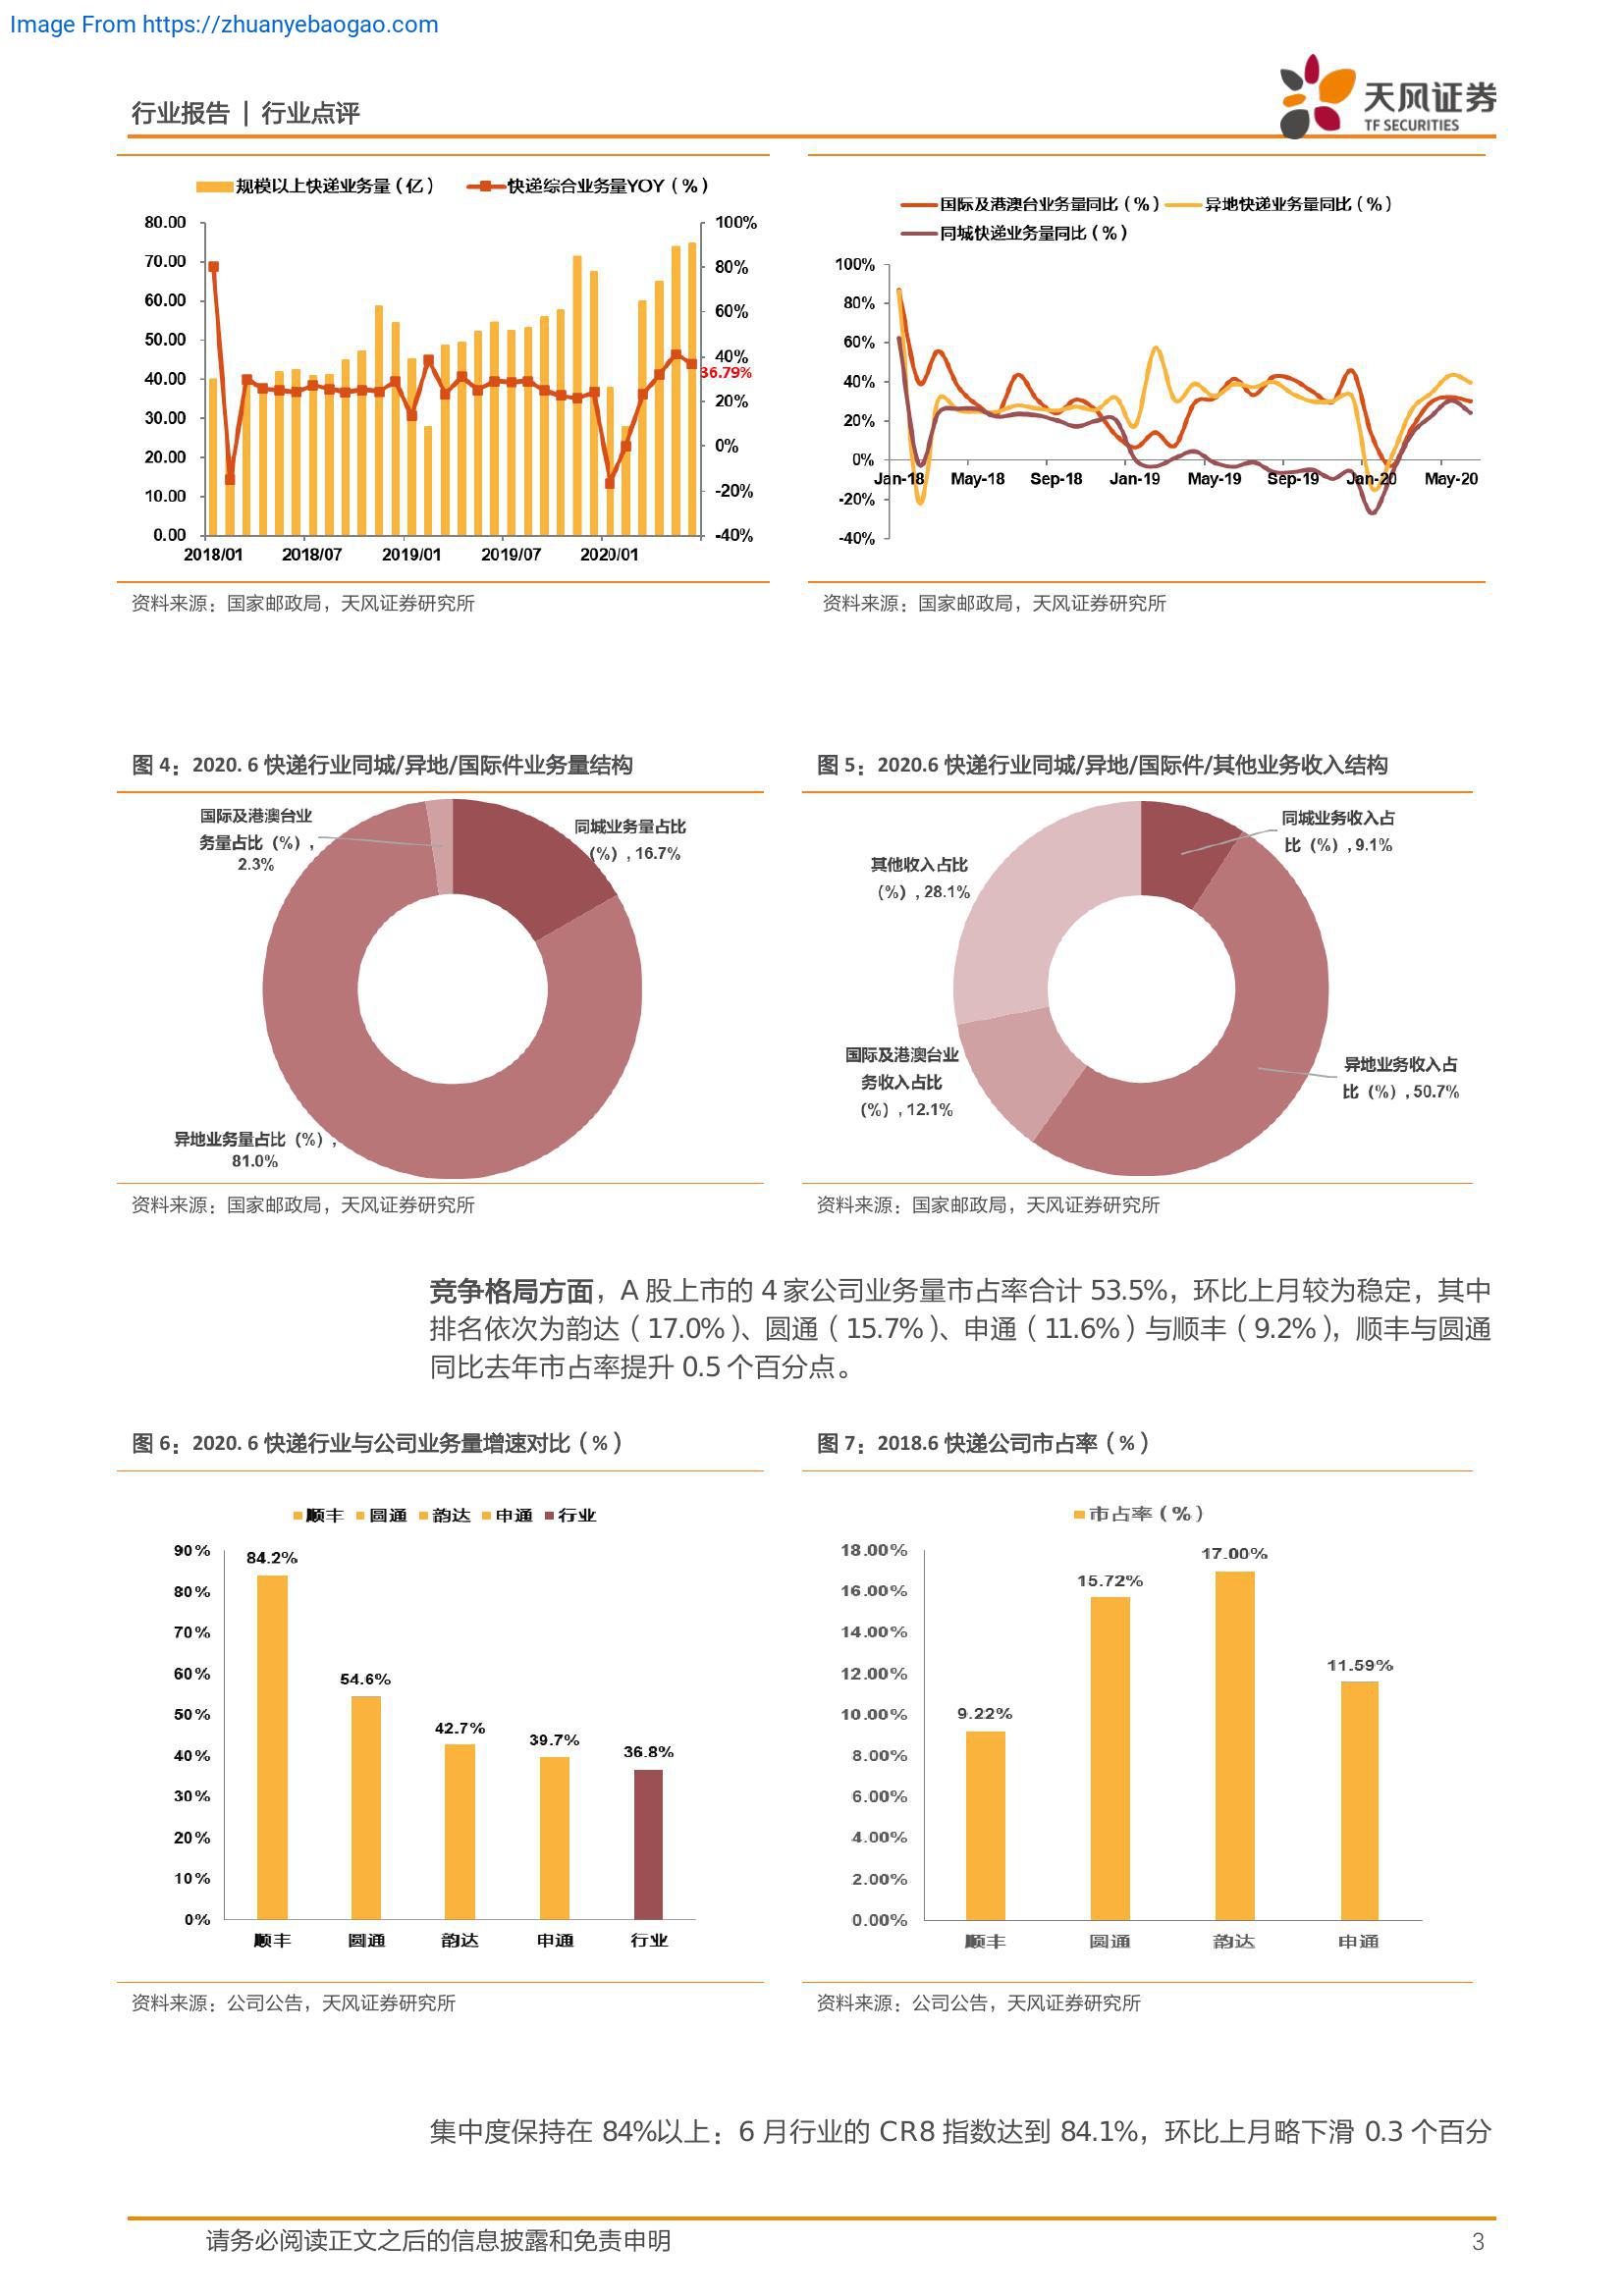 Image From https://zhuanyebaogao.com
行业报告 | 行业点评
天风证券
TF SECURITIES
规模以上快递业务量（亿） 快递综合业务量YOY（%）
80.00
70.00
60.00
50.00
40.00
30.00
20.00
10.00
0.00
100%
80%
60%
40%
36.79%
20%
0%
-20%
-40%
2018/01 2018/07 2019/01 2019/07 2020/01
国际及港澳台业务量同比（%） 异地快递业务量同比（%）
同城快递业务量同比（%）
100%
80%
60%
40%
20%
0%
-20%
-40%
Jan-18 May-18 Sep-18 Jan-19 May-19 Sep-19 Jan-20 May-20
资料来源：国家邮政局，天风证券研究所
资料来源：国家邮政局，天风证券研究所
图 4：2020. 6 快递行业同城/异地/国际件业务量结构
国际及港澳台业
务量占比（%）,
2.3%
同城业务量占比
（%）, 16.7%
异地业务量占比（%）,
81.0%
资料来源：国家邮政局，天风证券研究所
图 5：2020.6 快递行业同城/异地/国际件/其他业务收入结构
同城业务收入占
比（%）, 9.1%
其他收入占比
（%）, 28.1%
国际及港澳台业
务收入占比
（%）, 12.1%
异地业务收入占
比（%）, 50.7%
资料来源：国家邮政局，天风证券研究所
竞争格局方面，A 股上市的 4 家公司业务量市占率合计 53.5%，环比上月较为稳定，其中
排名依次为韵达（17.0%）、圆通（15.7%）、申通（11.6%）与顺丰（9.2%），顺丰与圆通
同比去年市占率提升 0.5 个百分点。
图 6：2020. 6 快递行业与公司业务量增速对比（%）
顺丰 圆通 韵达 申通 行业
90%
80%
70%
60%
50%
40%
30%
20%
10%
0%
84.2%
54.6%
42.7%
39.7%
36.8%
顺丰 圆通 韵达 申通 行业
资料来源：公司公告，天风证券研究所
图 7：2018.6 快递公司市占率（%）
市占率（%）
18.00%
16.00%
14.00%
12.00%
10.00%
8.00%
6.00%
4.00%
2.00%
0.00%
9.22%
15.72%
17.00%
11.59%
顺丰 圆通 韵达 申通
资料来源：公司公告，天风证券研究所
集中度保持在 84%以上：6 月行业的 CR8 指数达到 84.1%，环比上月略下滑 0.3 个百分
请务必阅读正文之后的信息披露和免责申明
3